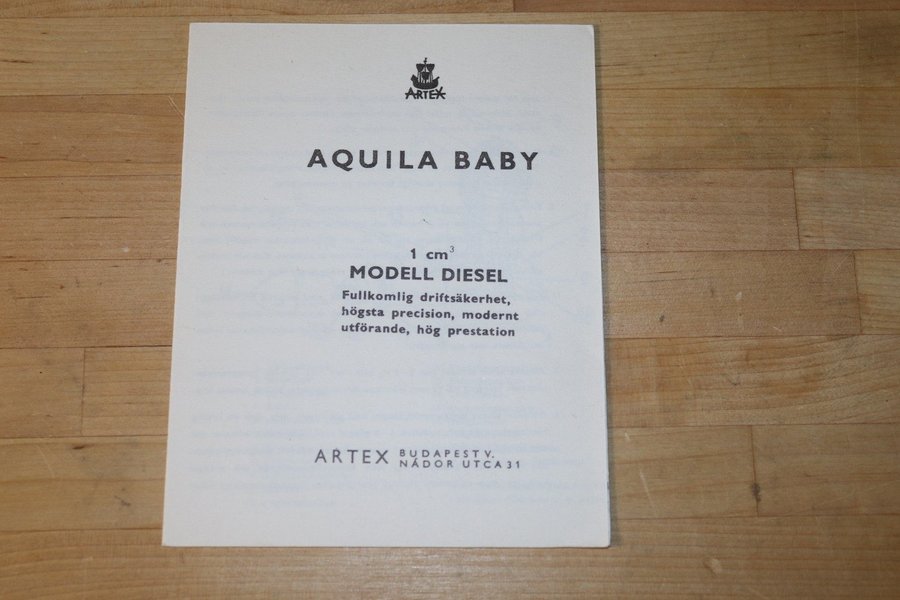 ARTEX
AQUILA BABY
1 cm³
MODELL DIESEL
Fullkomlig driftsäkerhet,
högsta precision, modernt
utförande, hög prestation
ARTEX BUDAPEST V.
NÁDOR UTCA 31